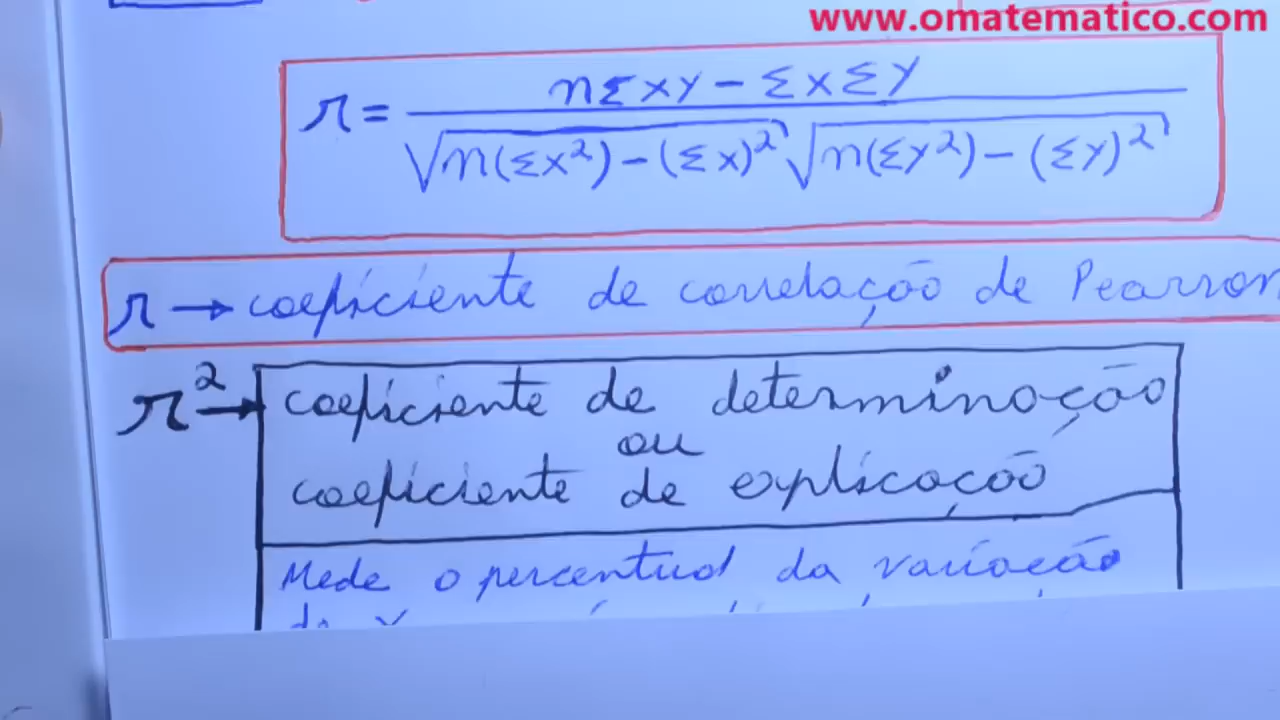 www.omatematico.com
r = nΣxy - ΣxΣy / √n(Σx²) - (Σx)² √n(Σy²) - (Σy)²
r → coeficiente de correlação de Pearson
r² → coeficiente de determinação
ou
coeficiente de explicação
Mede o percentual da variação